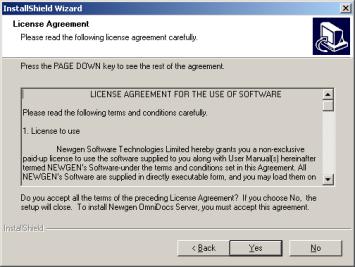 InstallShield Wizard
License Agreement
Please read the following license agreement carefully.
Press the PAGE DOWN key to see the rest of the agreement.
LICENSE AGREEMENT FOR THE USE OF SOFTWARE
Please read the following terms and conditions carefully.
1. License to use
Newgen Software Technologies Limited hereby grants you a non-exclusive
paid-up license to use the software supplied to you along with User Manual(s) hereinafter
termed NEWGEN's Software-under the terms and conditions set in this Agreement. All
NEWGEN's Software are supplied in directly executable form, and you may load them on
Do you accept all the terms of the preceding License Agreement? If you choose No, the
setup will close. To install Newgen OmniDocs Server, you must accept this agreement.
InstallShield
< Back
Yes
No